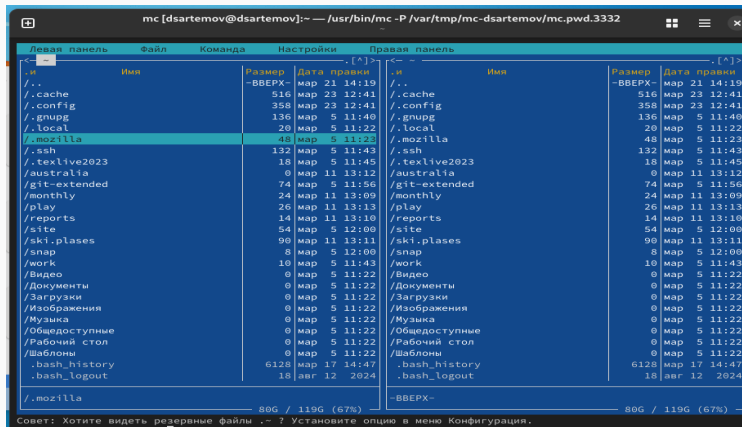 mc [dsartemov@dsartemov]:~ — /usr/bin/mc -P /var/tmp/mc-dsartemov/mc.pwd.3332
Левая панель Файл Команда Настройки Правая панель
<- ~ .[^]> <- ~ .[^]>
.и Имя Размер Дата правки .и Имя Размер Дата правки
/.. -ВВЕРХ- мар 21 14:19 /.. -ВВЕРХ- мар 21 14:19
/.cache 516 мар 23 12:41 /.cache 516 мар 23 12:41
/.config 358 мар 23 12:41 /.config 358 мар 23 12:41
/.gnupg 136 мар 5 11:40 /.gnupg 136 мар 5 11:40
/.local 20 мар 5 11:22 /.local 20 мар 5 11:22
/.mozilla 48 мар 5 11:23 /.mozilla 48 мар 5 11:23
/.ssh 132 мар 5 11:43 /.ssh 132 мар 5 11:43
/.texlive2023 18 мар 5 11:45 /.texlive2023 18 мар 5 11:45
/australia 0 мар 11 13:12 /australia 0 мар 11 13:12
/git-extended 74 мар 5 11:56 /git-extended 74 мар 5 11:56
/monthly 24 мар 11 13:09 /monthly 24 мар 11 13:09
/play 26 мар 11 13:13 /play 26 мар 11 13:13
/reports 14 мар 11 13:10 /reports 14 мар 11 13:10
/site 54 мар 5 12:00 /site 54 мар 5 12:00
/ski.plases 90 мар 11 13:11 /ski.plases 90 мар 11 13:11
/snap 8 мар 5 12:00 /snap 8 мар 5 12:00
/work 10 мар 5 11:43 /work 10 мар 5 11:43
/Видео 0 мар 5 11:22 /Видео 0 мар 5 11:22
/Документы 0 мар 5 11:22 /Документы 0 мар 5 11:22
/Загрузки 0 мар 5 11:22 /Загрузки 0 мар 5 11:22
/Изображения 0 мар 5 11:22 /Изображения 0 мар 5 11:22
/Музыка 0 мар 5 11:22 /Музыка 0 мар 5 11:22
/Общедоступные 0 мар 5 11:22 /Общедоступные 0 мар 5 11:22
/Рабочий стол 0 мар 5 11:22 /Рабочий стол 0 мар 5 11:22
/Шаблоны 0 мар 5 11:22 /Шаблоны 0 мар 5 11:22
.bash_history 6128 мар 17 14:47 .bash_history 6128 мар 17 14:47
.bash_logout 18 авг 12 2024 .bash_logout 18 авг 12 2024
/.mozilla -ВВЕРХ-
80G / 119G (67%) 80G / 119G (67%)
Совет: Хотите видеть резервные файлы .~ ? Установите опцию в меню Конфигурация.